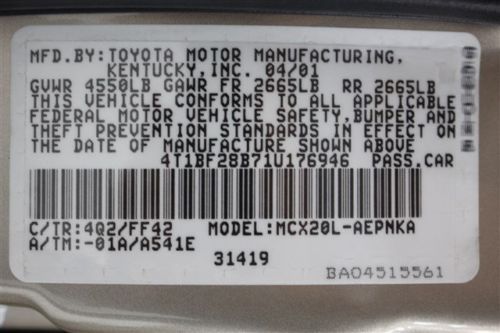 MFD.BY:TOYOTA MOTOR MANUFACTURING,
KENTUCKY,INC. 04/01
GVWR 4550LB GAWR FR 2665LB RR 2665LB
THIS VEHICLE CONFORMS TO ALL APPLICABLE
FEDERAL MOTOR VEHICLE SAFETY,BUMPER AND
THEFT PREVENTION STANDARDS IN EFFECT ON
THE DATE OF MANUFACTURE SHOWN ABOVE.
4T1BF28B71U176946 PASS.CAR
C/TR:4Q2/FF42 MODEL:MCX20L-AEPNKA
A/TM:-01A/A541E
31419
BA04515561